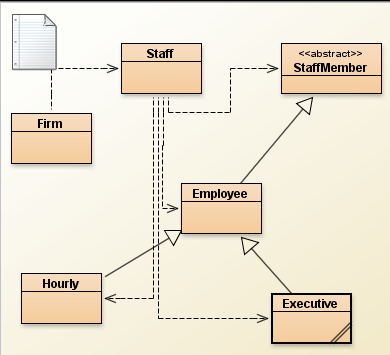 Staff
<<abstract>>
StaffMember
Firm
Employee
Hourly
Executive